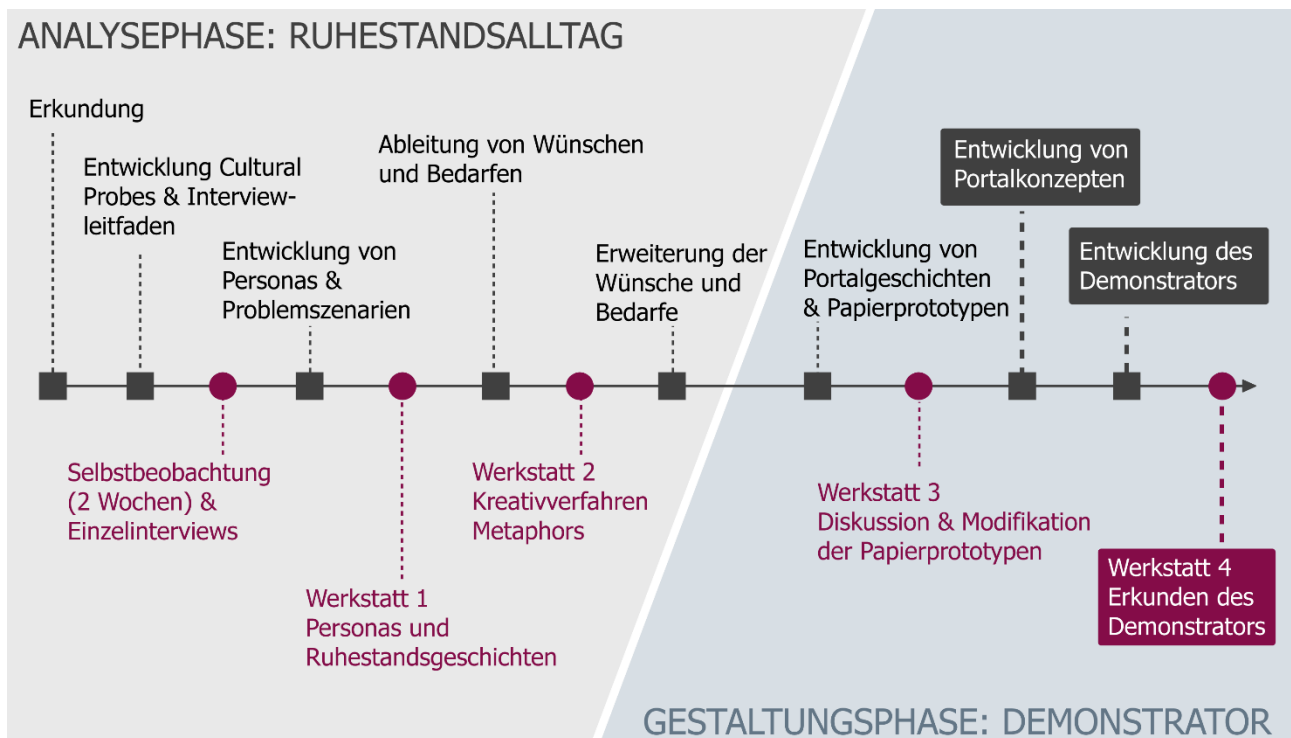 ANALYSEPHASE: RUHESTANDSALLTAG
Erkundung
Entwicklung Cultural
Probes & Interview-
leitfaden
Selbstbeobachtung
(2 Wochen) &
Einzelinterviews
Entwicklung von
Personas &
Problemszenarien
Werkstatt 1
Personas und
Ruhestandsgeschichten
Ableitung von Wünschen
und Bedarfen
Werkstatt 2
Kreativverfahren
Metaphors
Erweiterung der
Wünsche und
Bedarfe
Entwicklung von
Portalgeschichten
& Papierprototypen
Werkstatt 3
Diskussion & Modifikation
der Papierprototypen
Entwicklung von
Portalkonzepten
Entwicklung des
Demonstrators
Werkstatt 4
Erkunden des
Demonstrators
GESTALTUNGSPHASE: DEMONSTRATOR